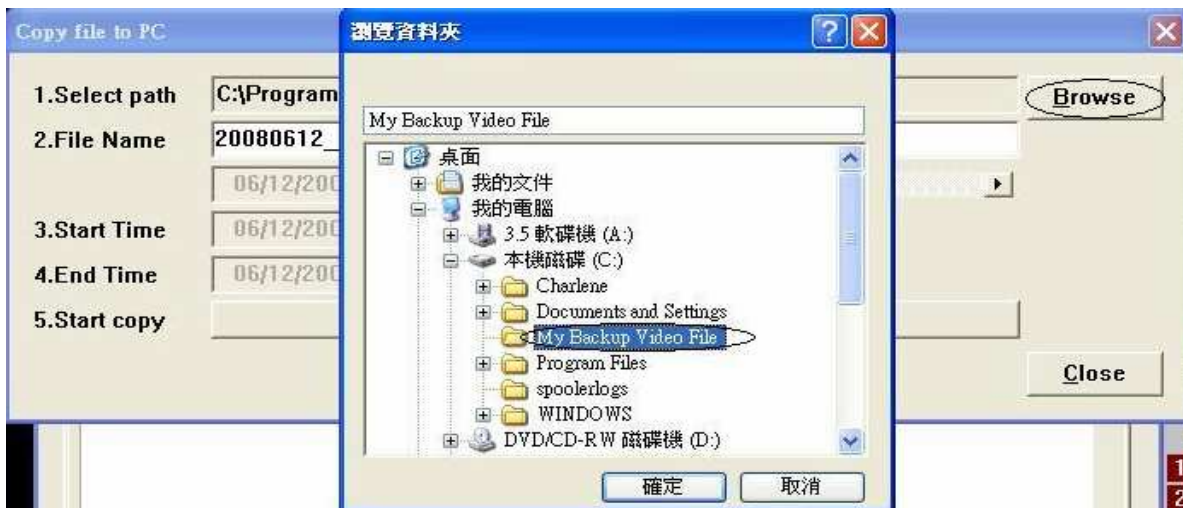 Copy file to PC
1.Select path
C:\Program
Browse
2.File Name
20080612_
06/12/200
3.Start Time
06/12/200
4.End Time
06/12/200
5.Start copy
Close
瀏覽資料夾
My Backup Video File
桌面
我的文件
我的電腦
3.5 軟碟機 (A:)
本機磁碟 (C:)
Charlene
Documents and Settings
My Backup Video File
Program Files
spoolerlogs
WINDOWS
DVD/CD-RW 磁碟機 (D:)
確定
取消
1
2